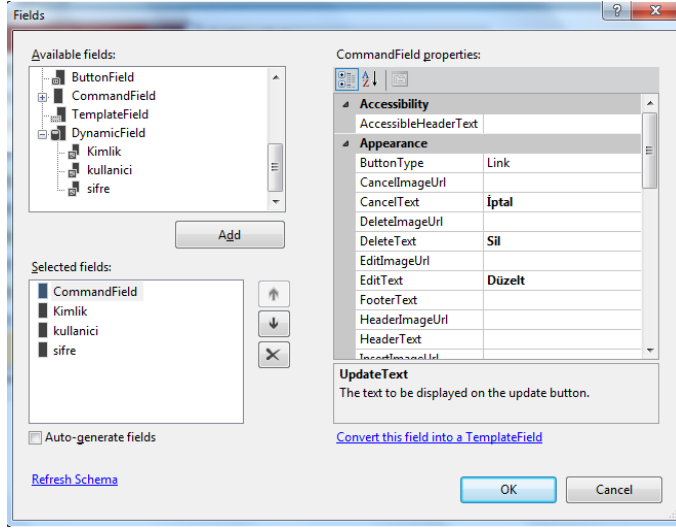 Fields
Available fields:
ButtonField
CommandField
TemplateField
DynamicField
Kimlik
kullanici
sifre
Add
Selected fields:
CommandField
Kimlik
kullanici
sifre
Auto-generate fields
Refresh Schema
CommandField properties:
Accessibility
AccessibleHeaderText
Appearance
ButtonType Link
CancelImageUrl
CancelText İptal
DeleteImageUrl
DeleteText Sil
EditImageUrl
EditText Düzelt
FooterText
HeaderImageUrl
HeaderText
InsertImageUrl
UpdateText
The text to be displayed on the update button.
Convert this field into a TemplateField
OK Cancel